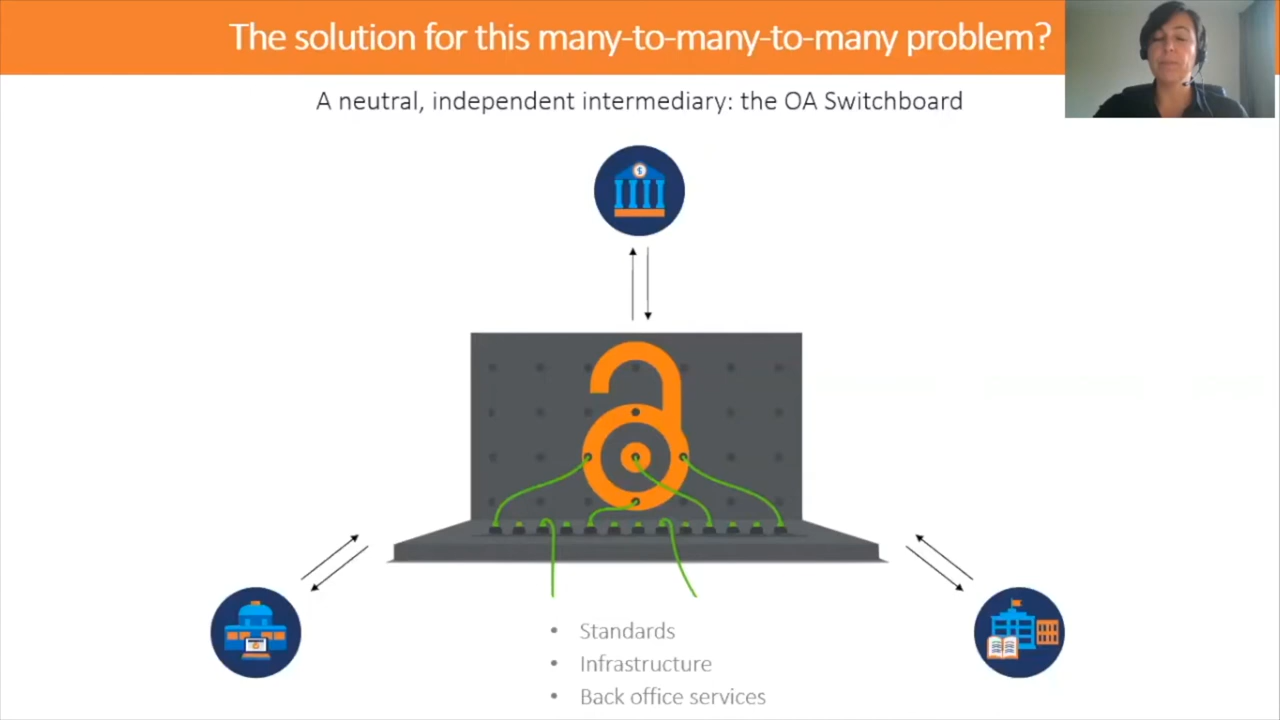 The solution for this many-to-many-to-many problem?
A neutral, independent intermediary: the OA Switchboard
$
• Standards
• Infrastructure
• Back office services